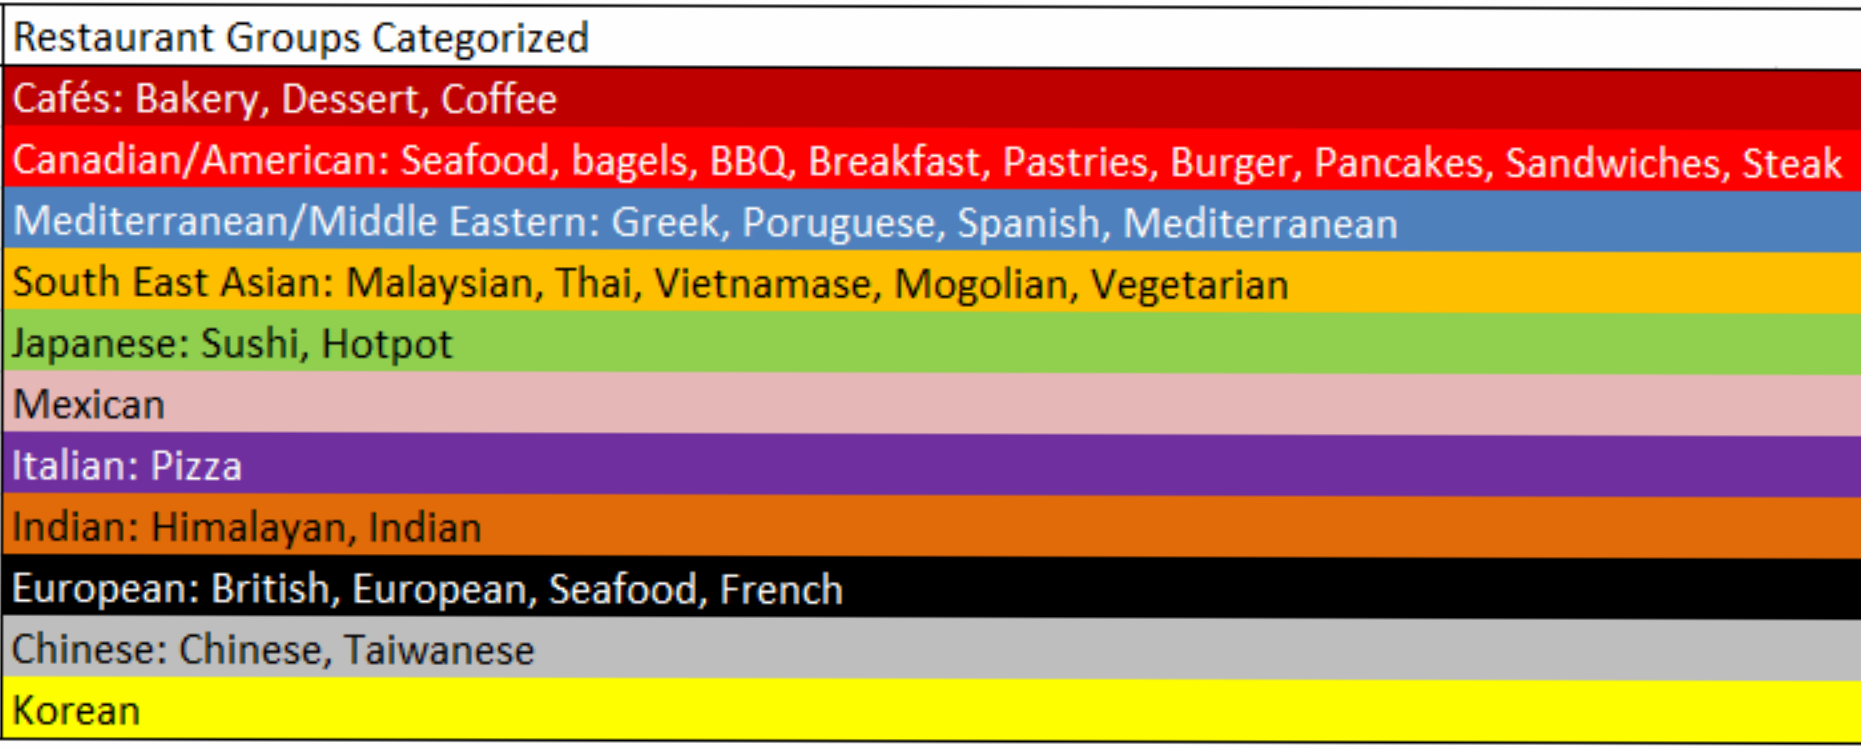 Restaurant Groups Categorized
Cafés: Bakery, Dessert, Coffee
Canadian/American: Seafood, bagels, BBQ, Breakfast, Pastries, Burger, Pancakes, Sandwiches, Steak
Mediterranean/Middle Eastern: Greek, Poruguese, Spanish, Mediterranean
South East Asian: Malaysian, Thai, Vietnamase, Mogolian, Vegetarian
Japanese: Sushi, Hotpot
Mexican
Italian: Pizza
Indian: Himalayan, Indian
European: British, European, Seafood, French
Chinese: Chinese, Taiwanese
Korean